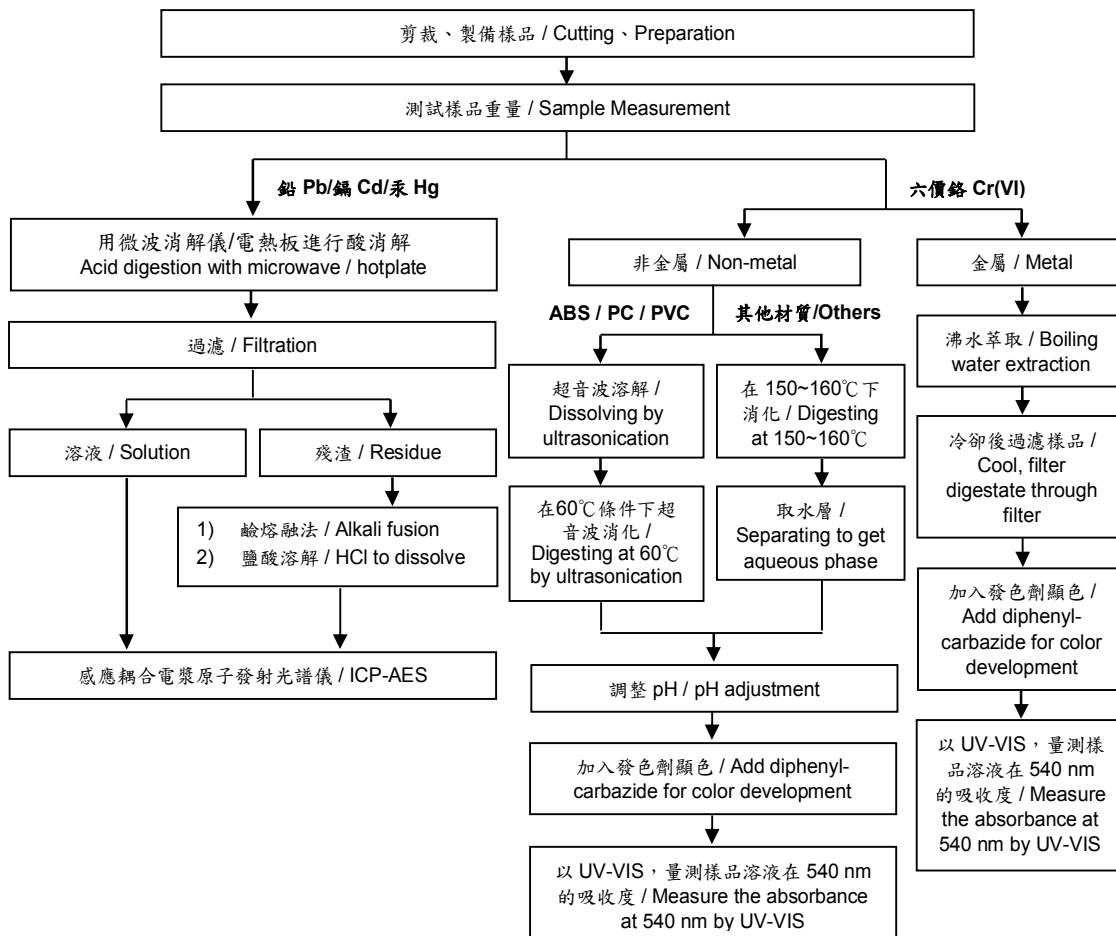 剪裁、製備樣品 / Cutting、Preparation
測試樣品重量 / Sample Measurement
鉛 Pb/鎘 Cd/汞 Hg
六價鉻 Cr(VI)
用微波消解儀/電熱板進行酸消解
Acid digestion with microwave / hotplate
過濾 / Filtration
溶液 / Solution
殘渣 / Residue
1) 鹼熔融法 / Alkali fusion
2) 鹽酸溶解 / HCl to dissolve
感應耦合電漿原子發射光譜儀 / ICP-AES
非金屬 / Non-metal
ABS / PC / PVC
其他材質/Others
超音波溶解 /
Dissolving by
ultrasonication
在60℃條件下超
音波消化 /
Digesting at 60℃
by ultrasonication
在 150~160℃下
消化 / Digesting
at 150~160℃
取水層 /
Separating to get
aqueous phase
調整 pH / pH adjustment
加入發色劑顯色 / Add diphenyl-
carbazide for color development
以 UV-VIS，量測樣品溶液在 540 nm
的吸收度 / Measure the absorbance
at 540 nm by UV-VIS
金屬 / Metal
沸水萃取 / Boiling
water extraction
冷卻後過濾樣品 /
Cool, filter
digestate through
filter
加入發色劑顯色 /
Add diphenyl-
carbazide for color
development
以 UV-VIS，量測樣
品溶液在 540 nm
的吸收度 / Measure
the absorbance at
540 nm by UV-VIS